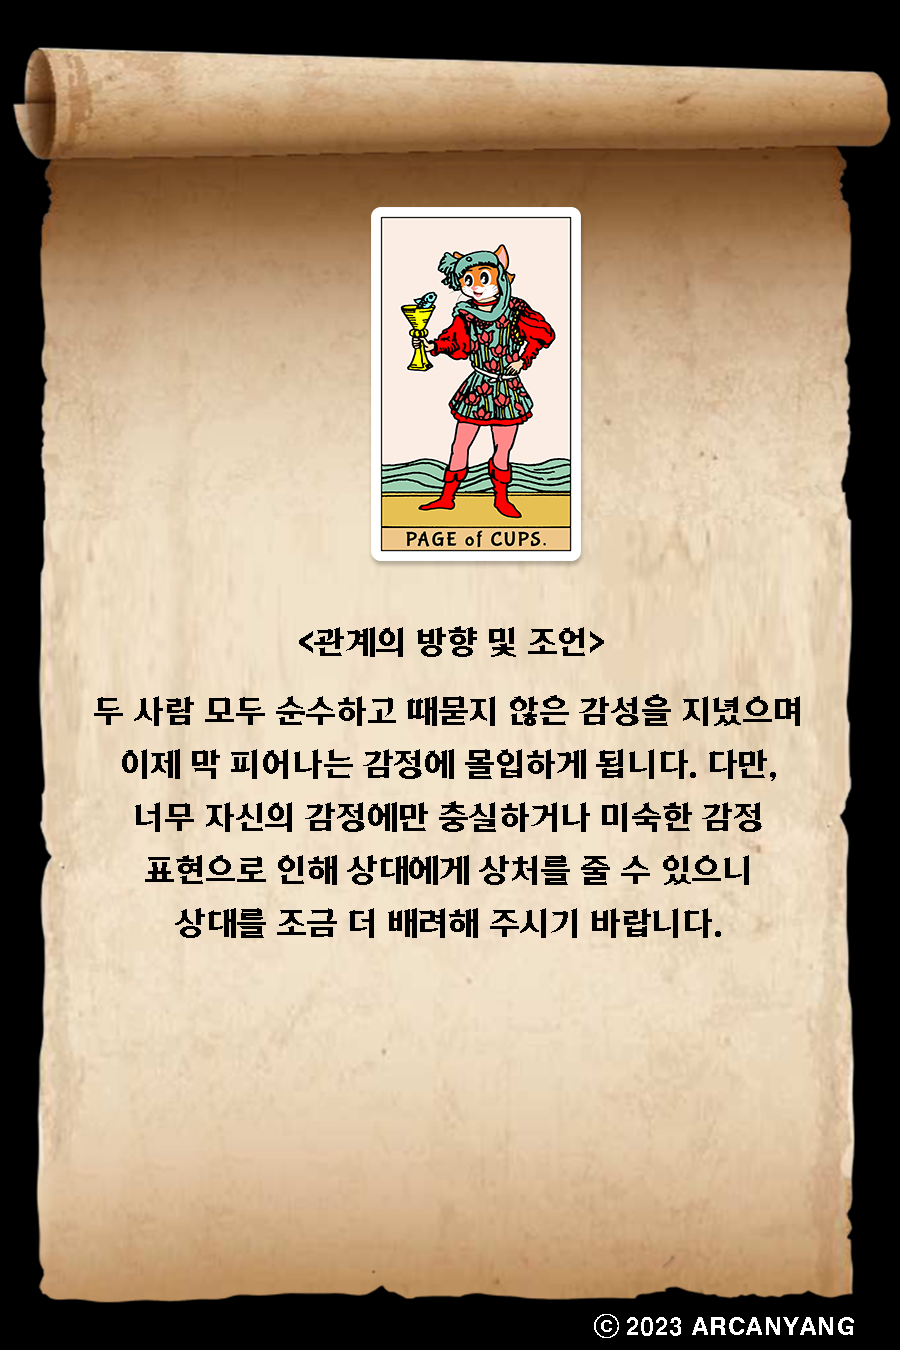 PAGE of CUPS.
<관계의 방향 및 조언>
두 사람 모두 순수하고 때묻지 않은 감성을 지녔으며
이제 막 피어나는 감정에 몰입하게 됩니다. 다만,
너무 자신의 감정에만 충실하거나 미숙한 감정
표현으로 인해 상대에게 상처를 줄 수 있으니
상대를 조금 더 배려해 주시기 바랍니다.
ⓒ 2023 ARCANYANG